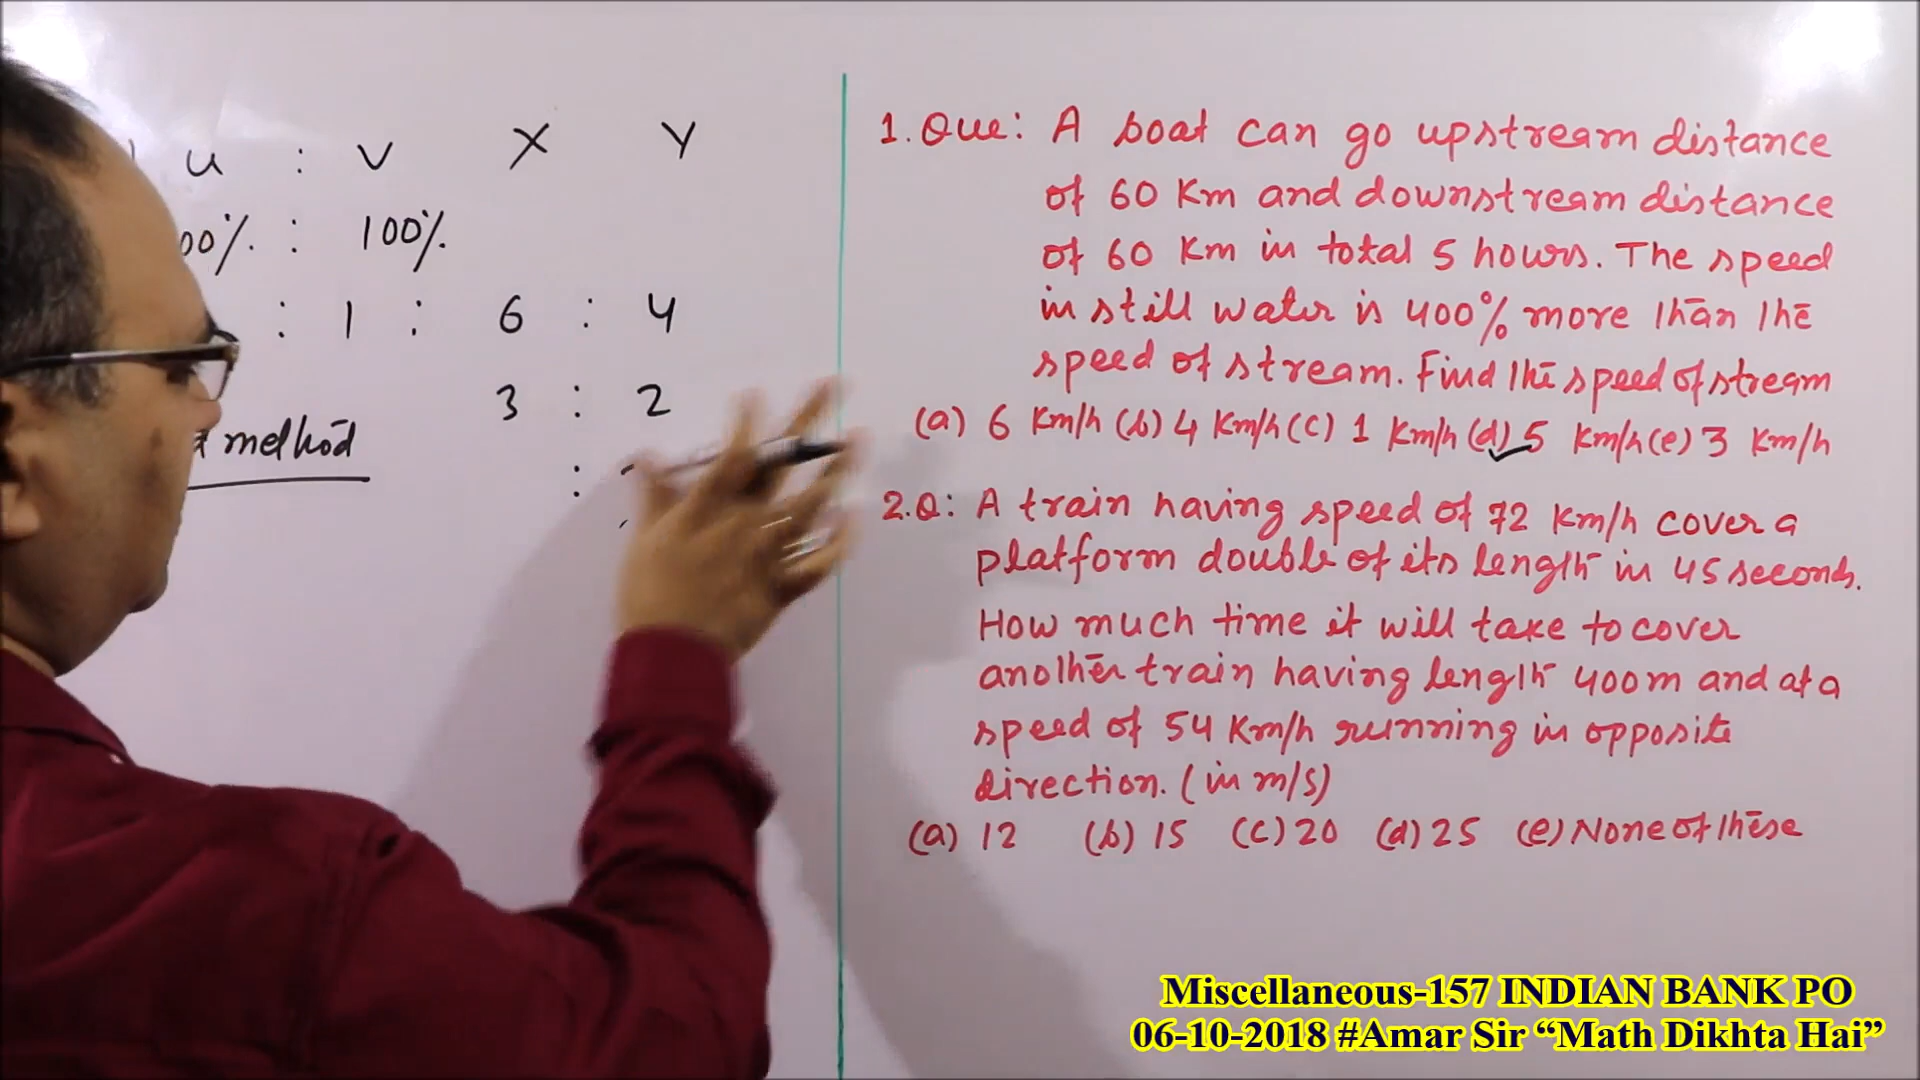 u : v X Y
00% : 100%
: 1 : 6 : 4
3 : 2
method
:
1. Que: A boat can go upstream distance
of 60 Km and downstream distance
of 60 Km in total 5 hours. The speed
in still water is 400% more than the
speed of stream. Find the speed of stream
(a) 6 Km/h (b) 4 Km/h (c) 1 Km/h (d) 5 Km/h (e) 3 Km/h
2.Q: A train having speed of 72 Km/h cover a
platform double of its length in 45 seconds.
How much time it will take to cover
another train having length 400m and at a
speed of 54 Km/h running in opposite
direction. (in m/s)
(a) 12 (b) 15 (c) 20 (d) 25 (e) None of these
Miscellaneous-157 INDIAN BANK PO
06-10-2018 #Amar Sir “Math Dikhta Hai”